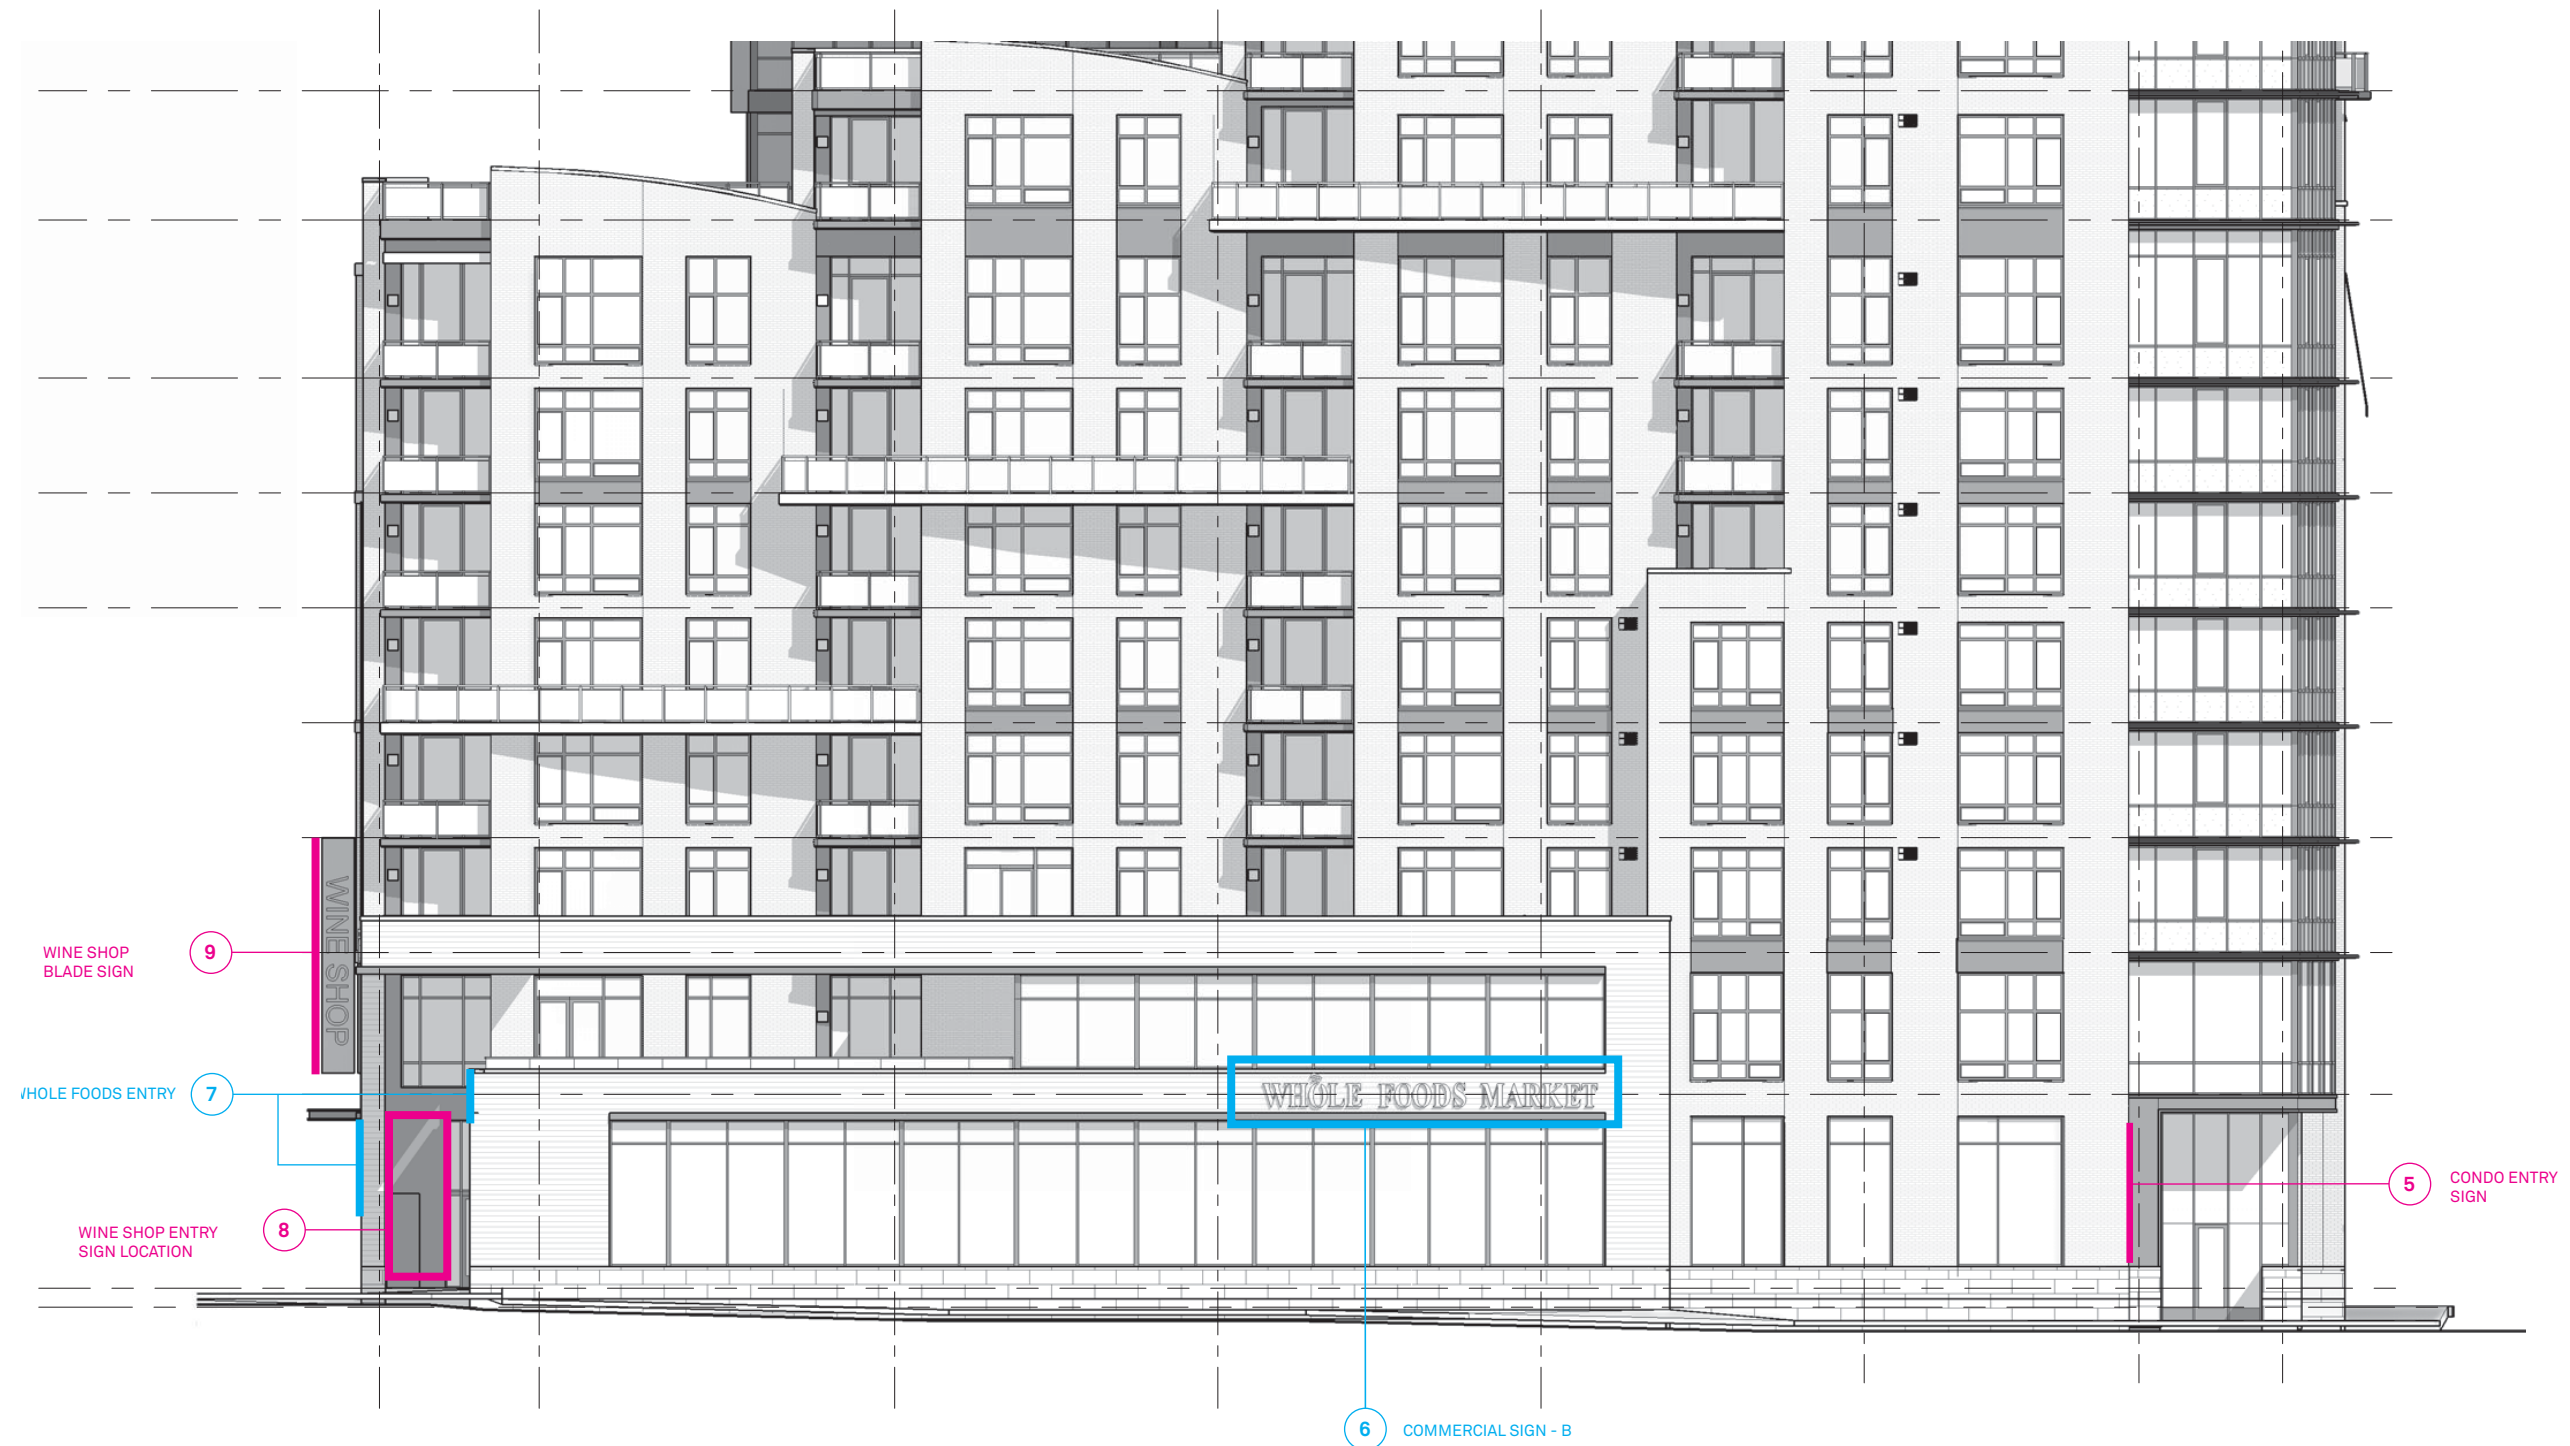 WINE SHOP
WINE SHOP
BLADE SIGN
9
WHOLE FOODS ENTRY
7
WHOLE FOODS MARKET
WINE SHOP ENTRY
SIGN LOCATION
8
5
CONDO ENTRY
SIGN
6
COMMERCIAL SIGN - B